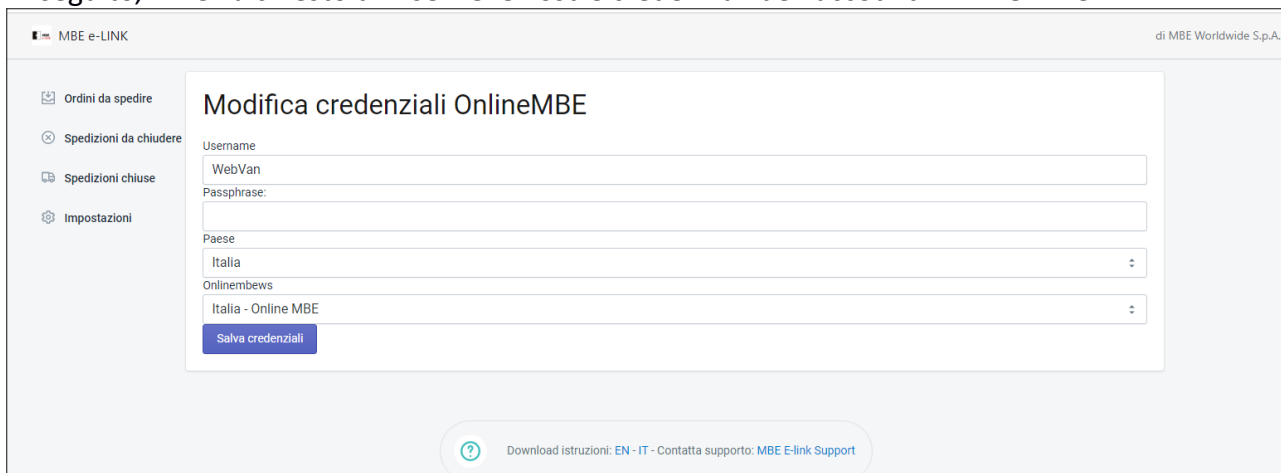 MBE e-LINK
di MBE Worldwide S.p.A.
Ordini da spedire
Spedizioni da chiudere
Spedizioni chiuse
Impostazioni
Modifica credenziali OnlineMBE
Username
WebVan
Passphrase:
Paese
Italia
Onlinembews
Italia - Online MBE
Salva credenziali
Download istruzioni: EN - IT - Contatta supporto: MBE E-link Support